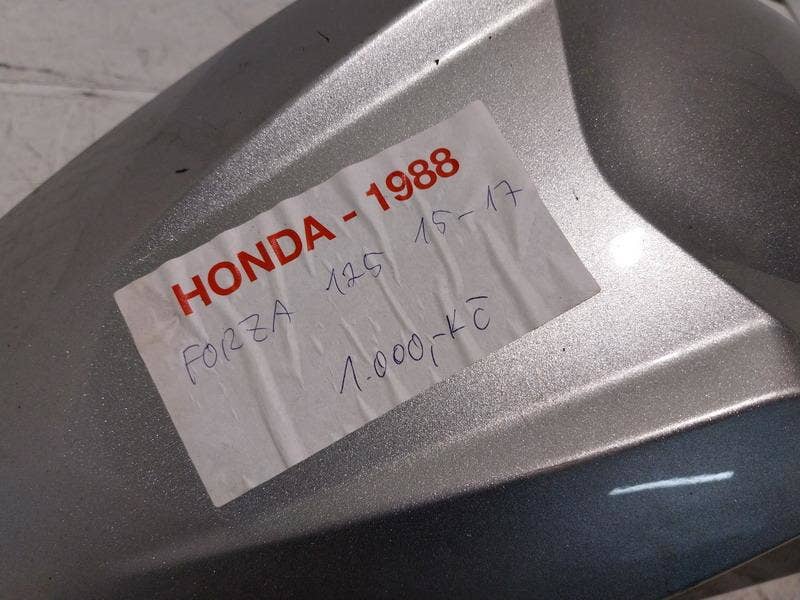 HONDA - 1988
FORZA 125 15-17
1.000,-KČ